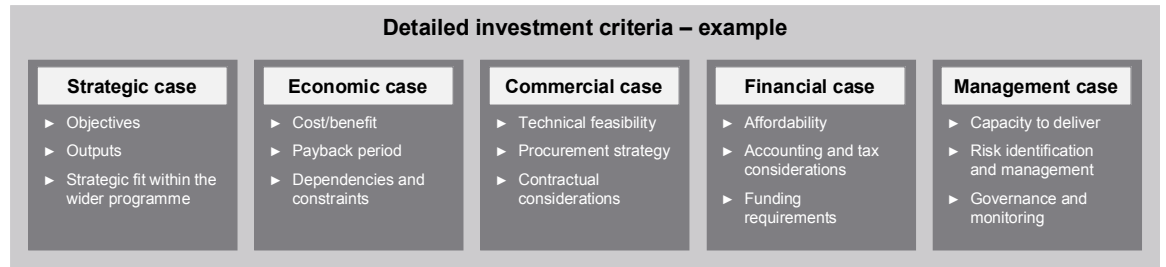 Detailed investment criteria – example
Strategic case
► Objectives
► Outputs
► Strategic fit within the
wider programme
Economic case
► Cost/benefit
► Payback period
► Dependencies and
constraints
Commercial case
► Technical feasibility
► Procurement strategy
► Contractual
considerations
Financial case
► Affordability
► Accounting and tax
considerations
► Funding
requirements
Management case
► Capacity to deliver
► Risk identification
and management
► Governance and
monitoring